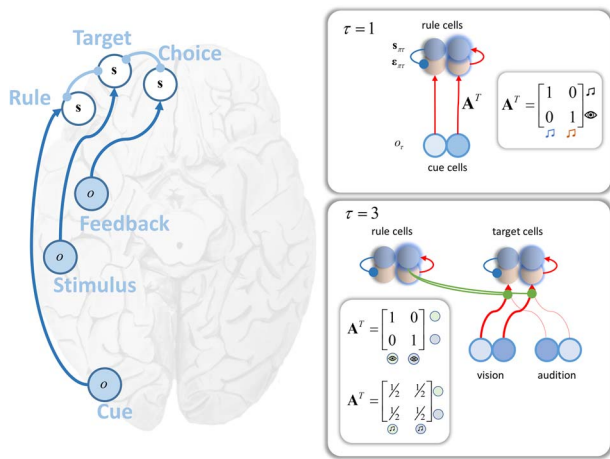 Target
Choice
Rule
s
s
s
o
Feedback
o
Stimulus
o
Cue
τ = 1
rule cells
s_πτ
ε_πτ
A^T
o_τ
cue cells
A^T = [1 0
0 1]
τ = 3
rule cells
target cells
A^T = [1 0
0 1]
A^T = [½ ½
½ ½]
vision
audition